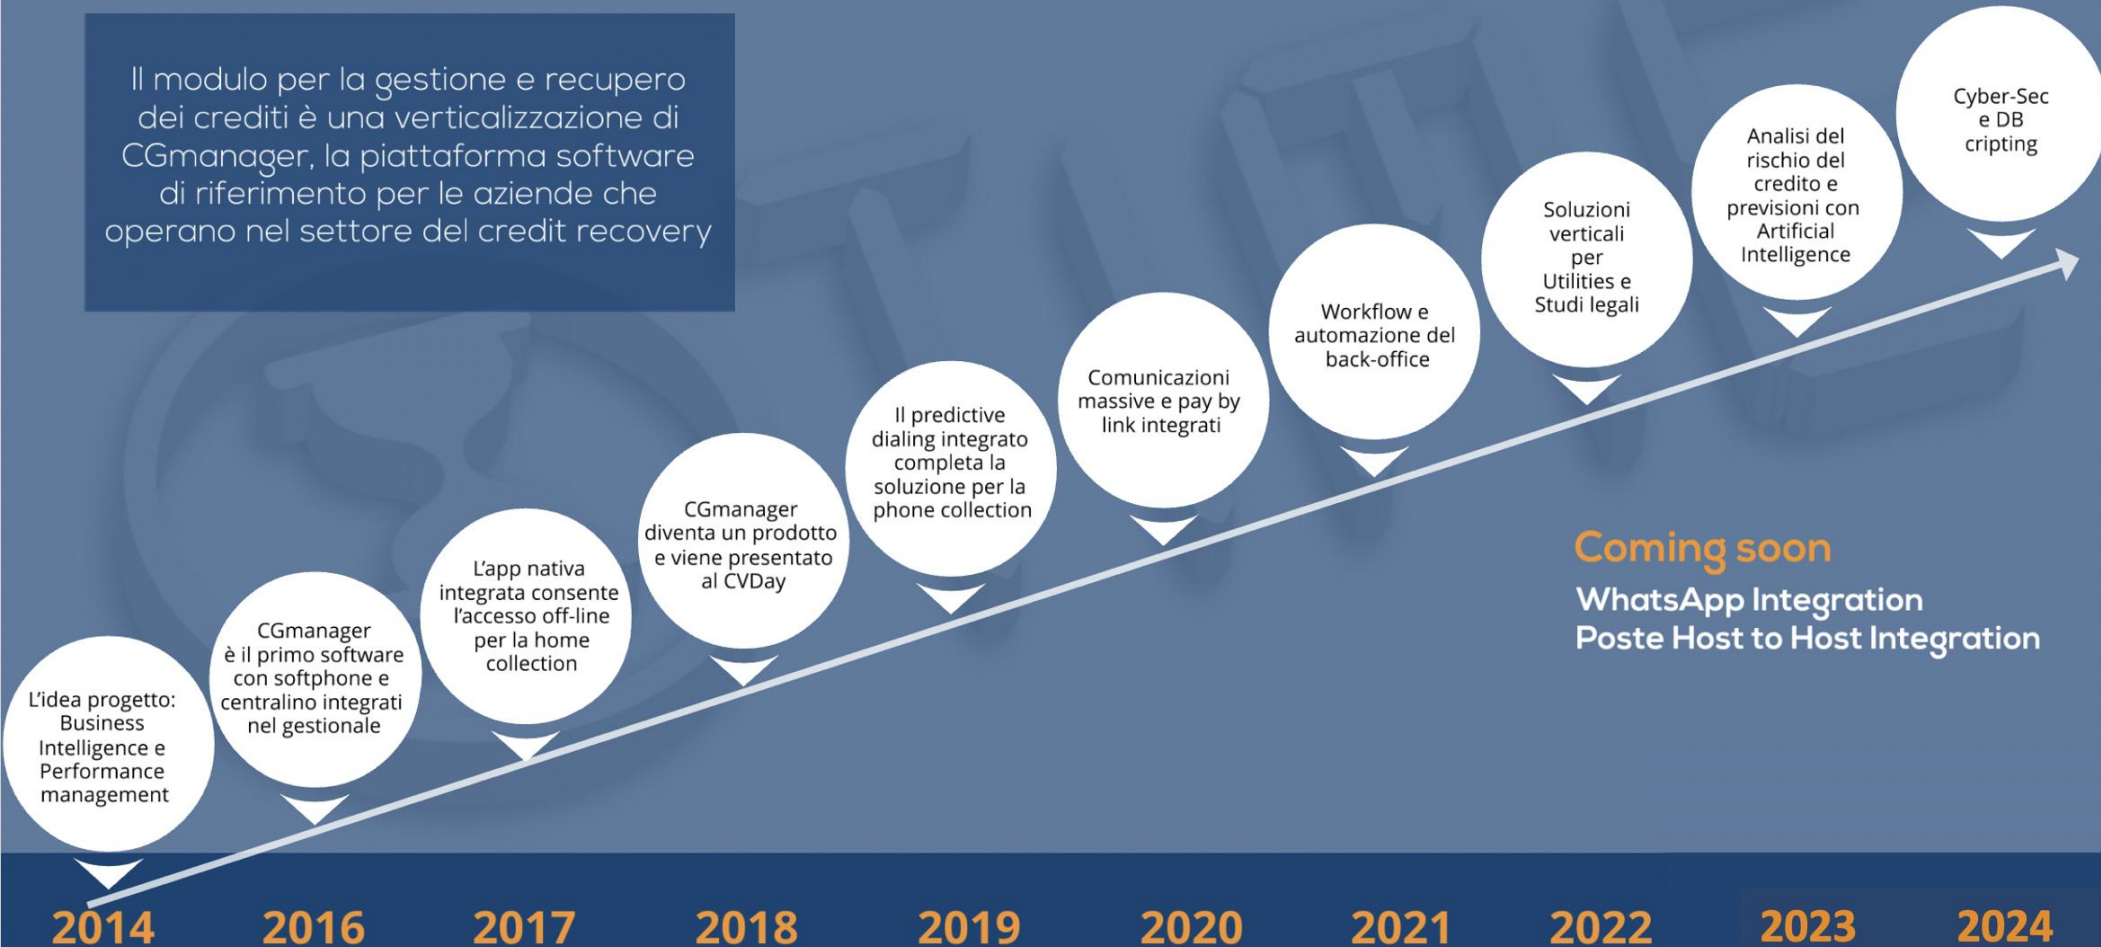 Il modulo per la gestione e recupero
dei crediti è una verticalizzazione di
CGmanager, la piattaforma software
di riferimento per le aziende che
operano nel settore del credit recovery
L'idea progetto:
Business
Intelligence e
Performance
management
CGmanager
è il primo software
con softphone e
centralino integrati
nel gestionale
L'app nativa
integrata consente
l'accesso off-line
per la home
collection
CGmanager
diventa un prodotto
e viene presentato
al CVDay
Il predictive
dialing integrato
completa la
soluzione per la
phone collection
Comunicazioni
massive e pay by
link integrati
Workflow e
automazione del
back-office
Soluzioni
verticali
per
Utilities e
Studi legali
Analisi del
rischio del
credito e
previsioni con
Artificial
Intelligence
Cyber-Sec
e DB
cripting
Coming soon
WhatsApp Integration
Poste Host to Host Integration
2014 2016 2017 2018 2019 2020 2021 2022 2023 2024
TIME